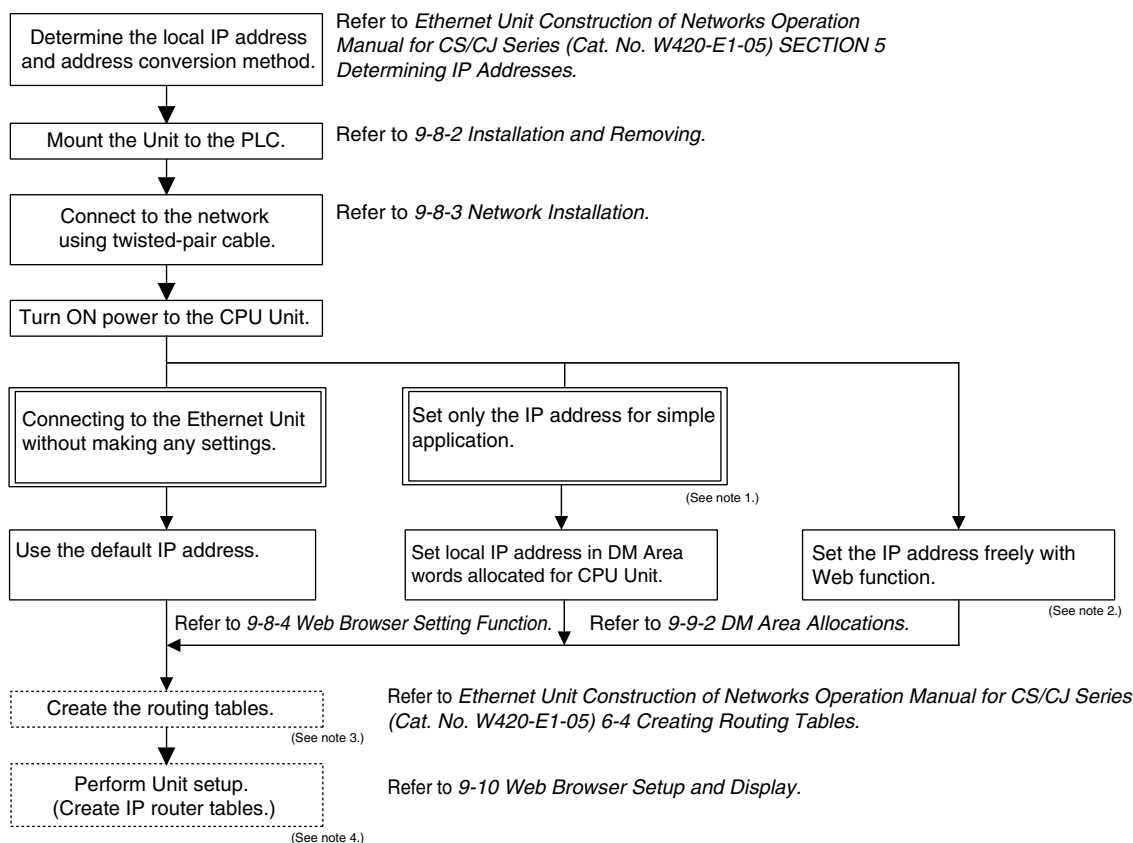 Determine the local IP address
and address conversion method.
Refer to Ethernet Unit Construction of Networks Operation
Manual for CS/CJ Series (Cat. No. W420-E1-05) SECTION 5
Determining IP Addresses.
Mount the Unit to the PLC.
Refer to 9-8-2 Installation and Removing.
Connect to the network
using twisted-pair cable.
Refer to 9-8-3 Network Installation.
Turn ON power to the CPU Unit.
Connecting to the Ethernet Unit
without making any settings.
Set only the IP address for simple
application.
(See note 1.)
Use the default IP address.
Set local IP address in DM Area
words allocated for CPU Unit.
Set the IP address freely with
Web function.
(See note 2.)
Refer to 9-8-4 Web Browser Setting Function.
Refer to 9-9-2 DM Area Allocations.
Create the routing tables.
(See note 3.)
Refer to Ethernet Unit Construction of Networks Operation Manual for CS/CJ Series
(Cat. No. W420-E1-05) 6-4 Creating Routing Tables.
Perform Unit setup.
(Create IP router tables.)
(See note 4.)
Refer to 9-10 Web Browser Setup and Display.